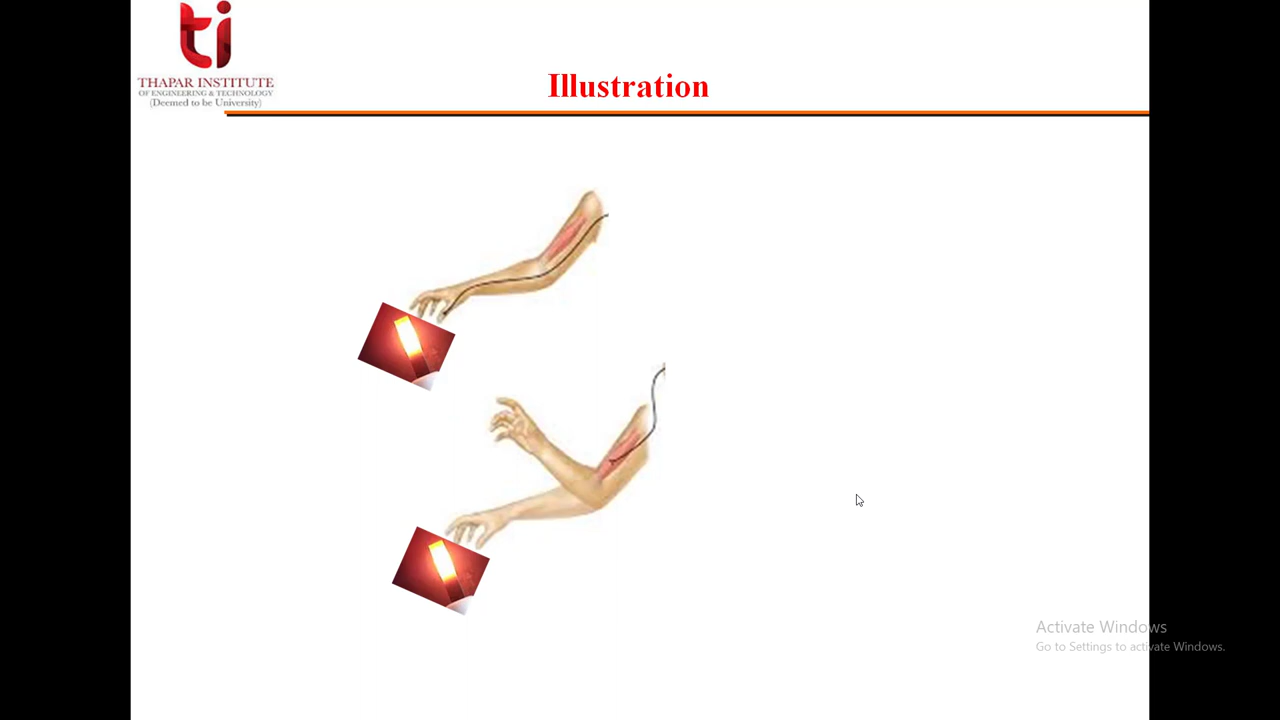 ti
THAPAR INSTITUTE
OF ENGINEERING & TECHNOLOGY
(Deemed to be University)
Illustration
Activate Windows
Go to Settings to activate Windows.